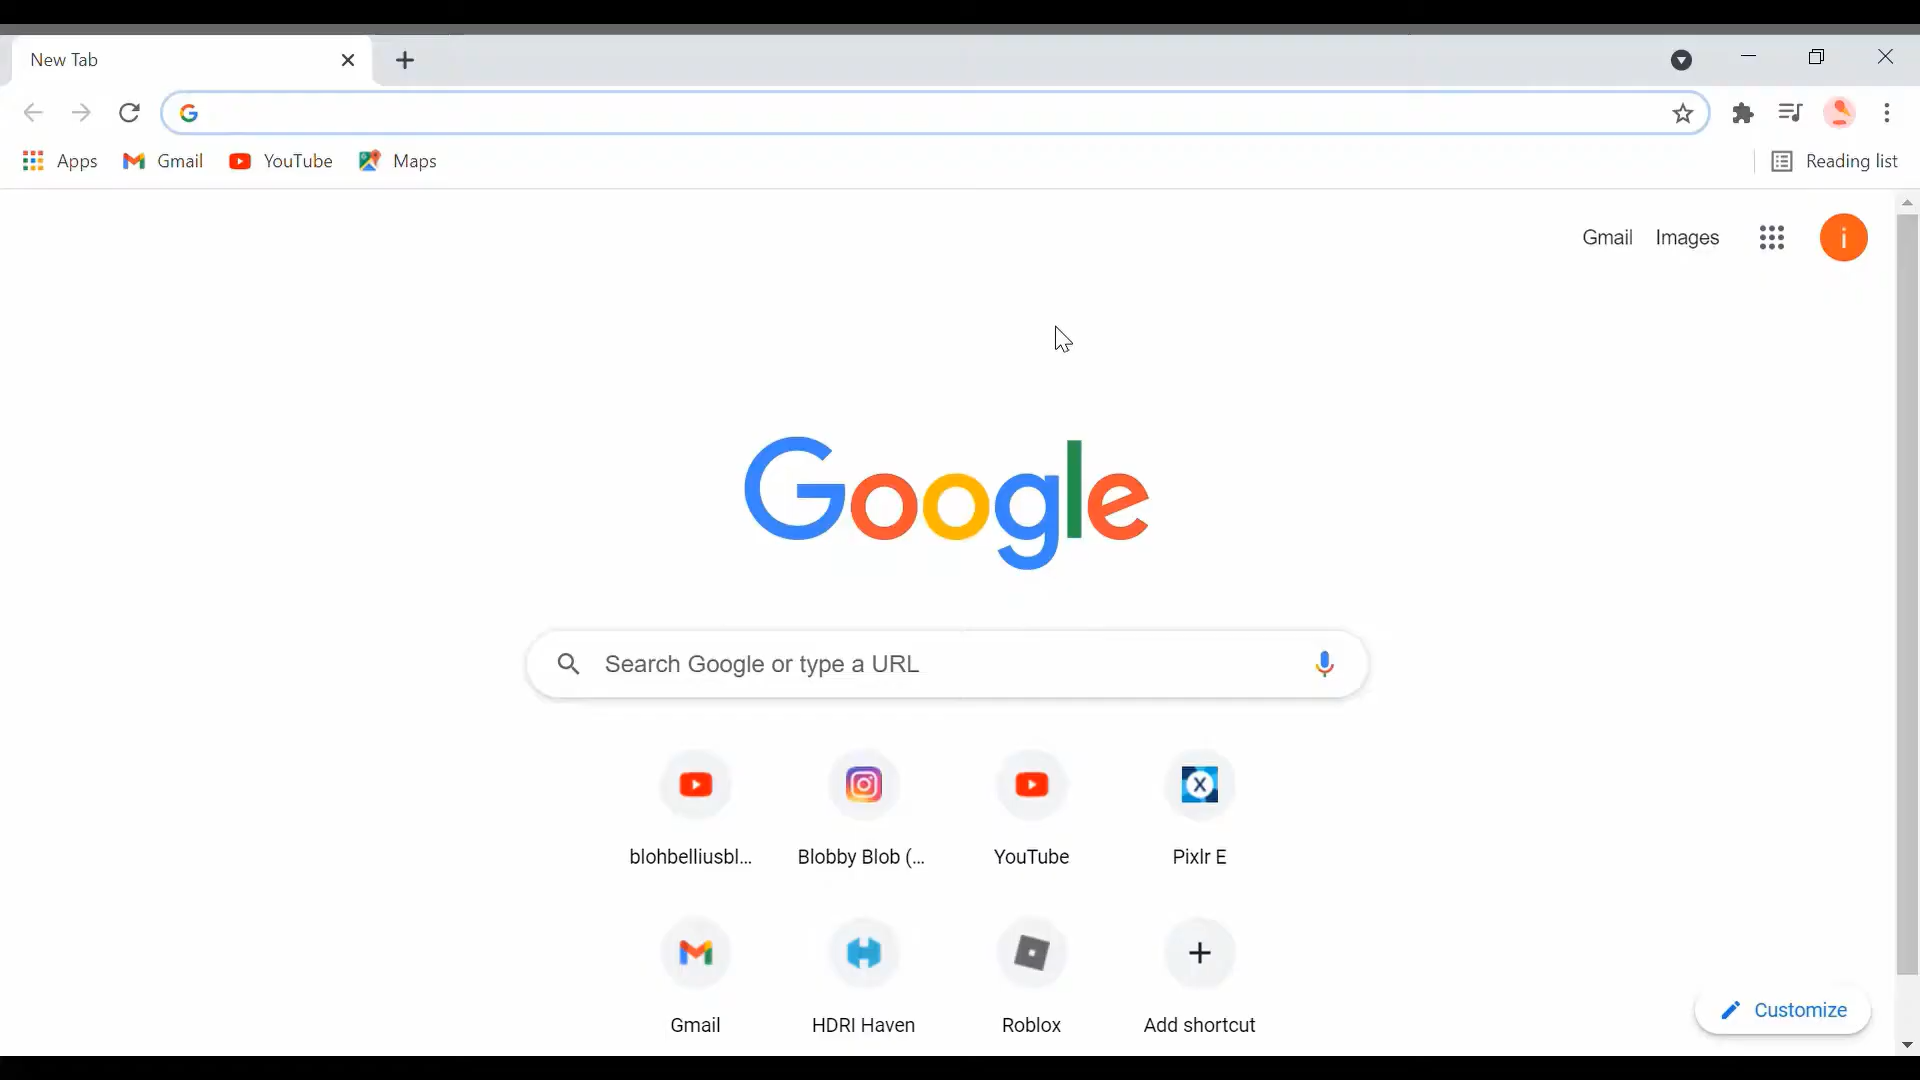 New Tab
Apps Gmail YouTube Maps Reading list
Gmail Images i
Google
Search Google or type a URL
blohbelliusbl... Blobby Blob (... YouTube Pixlr E
Gmail HDRI Haven Roblox Add shortcut
Customize